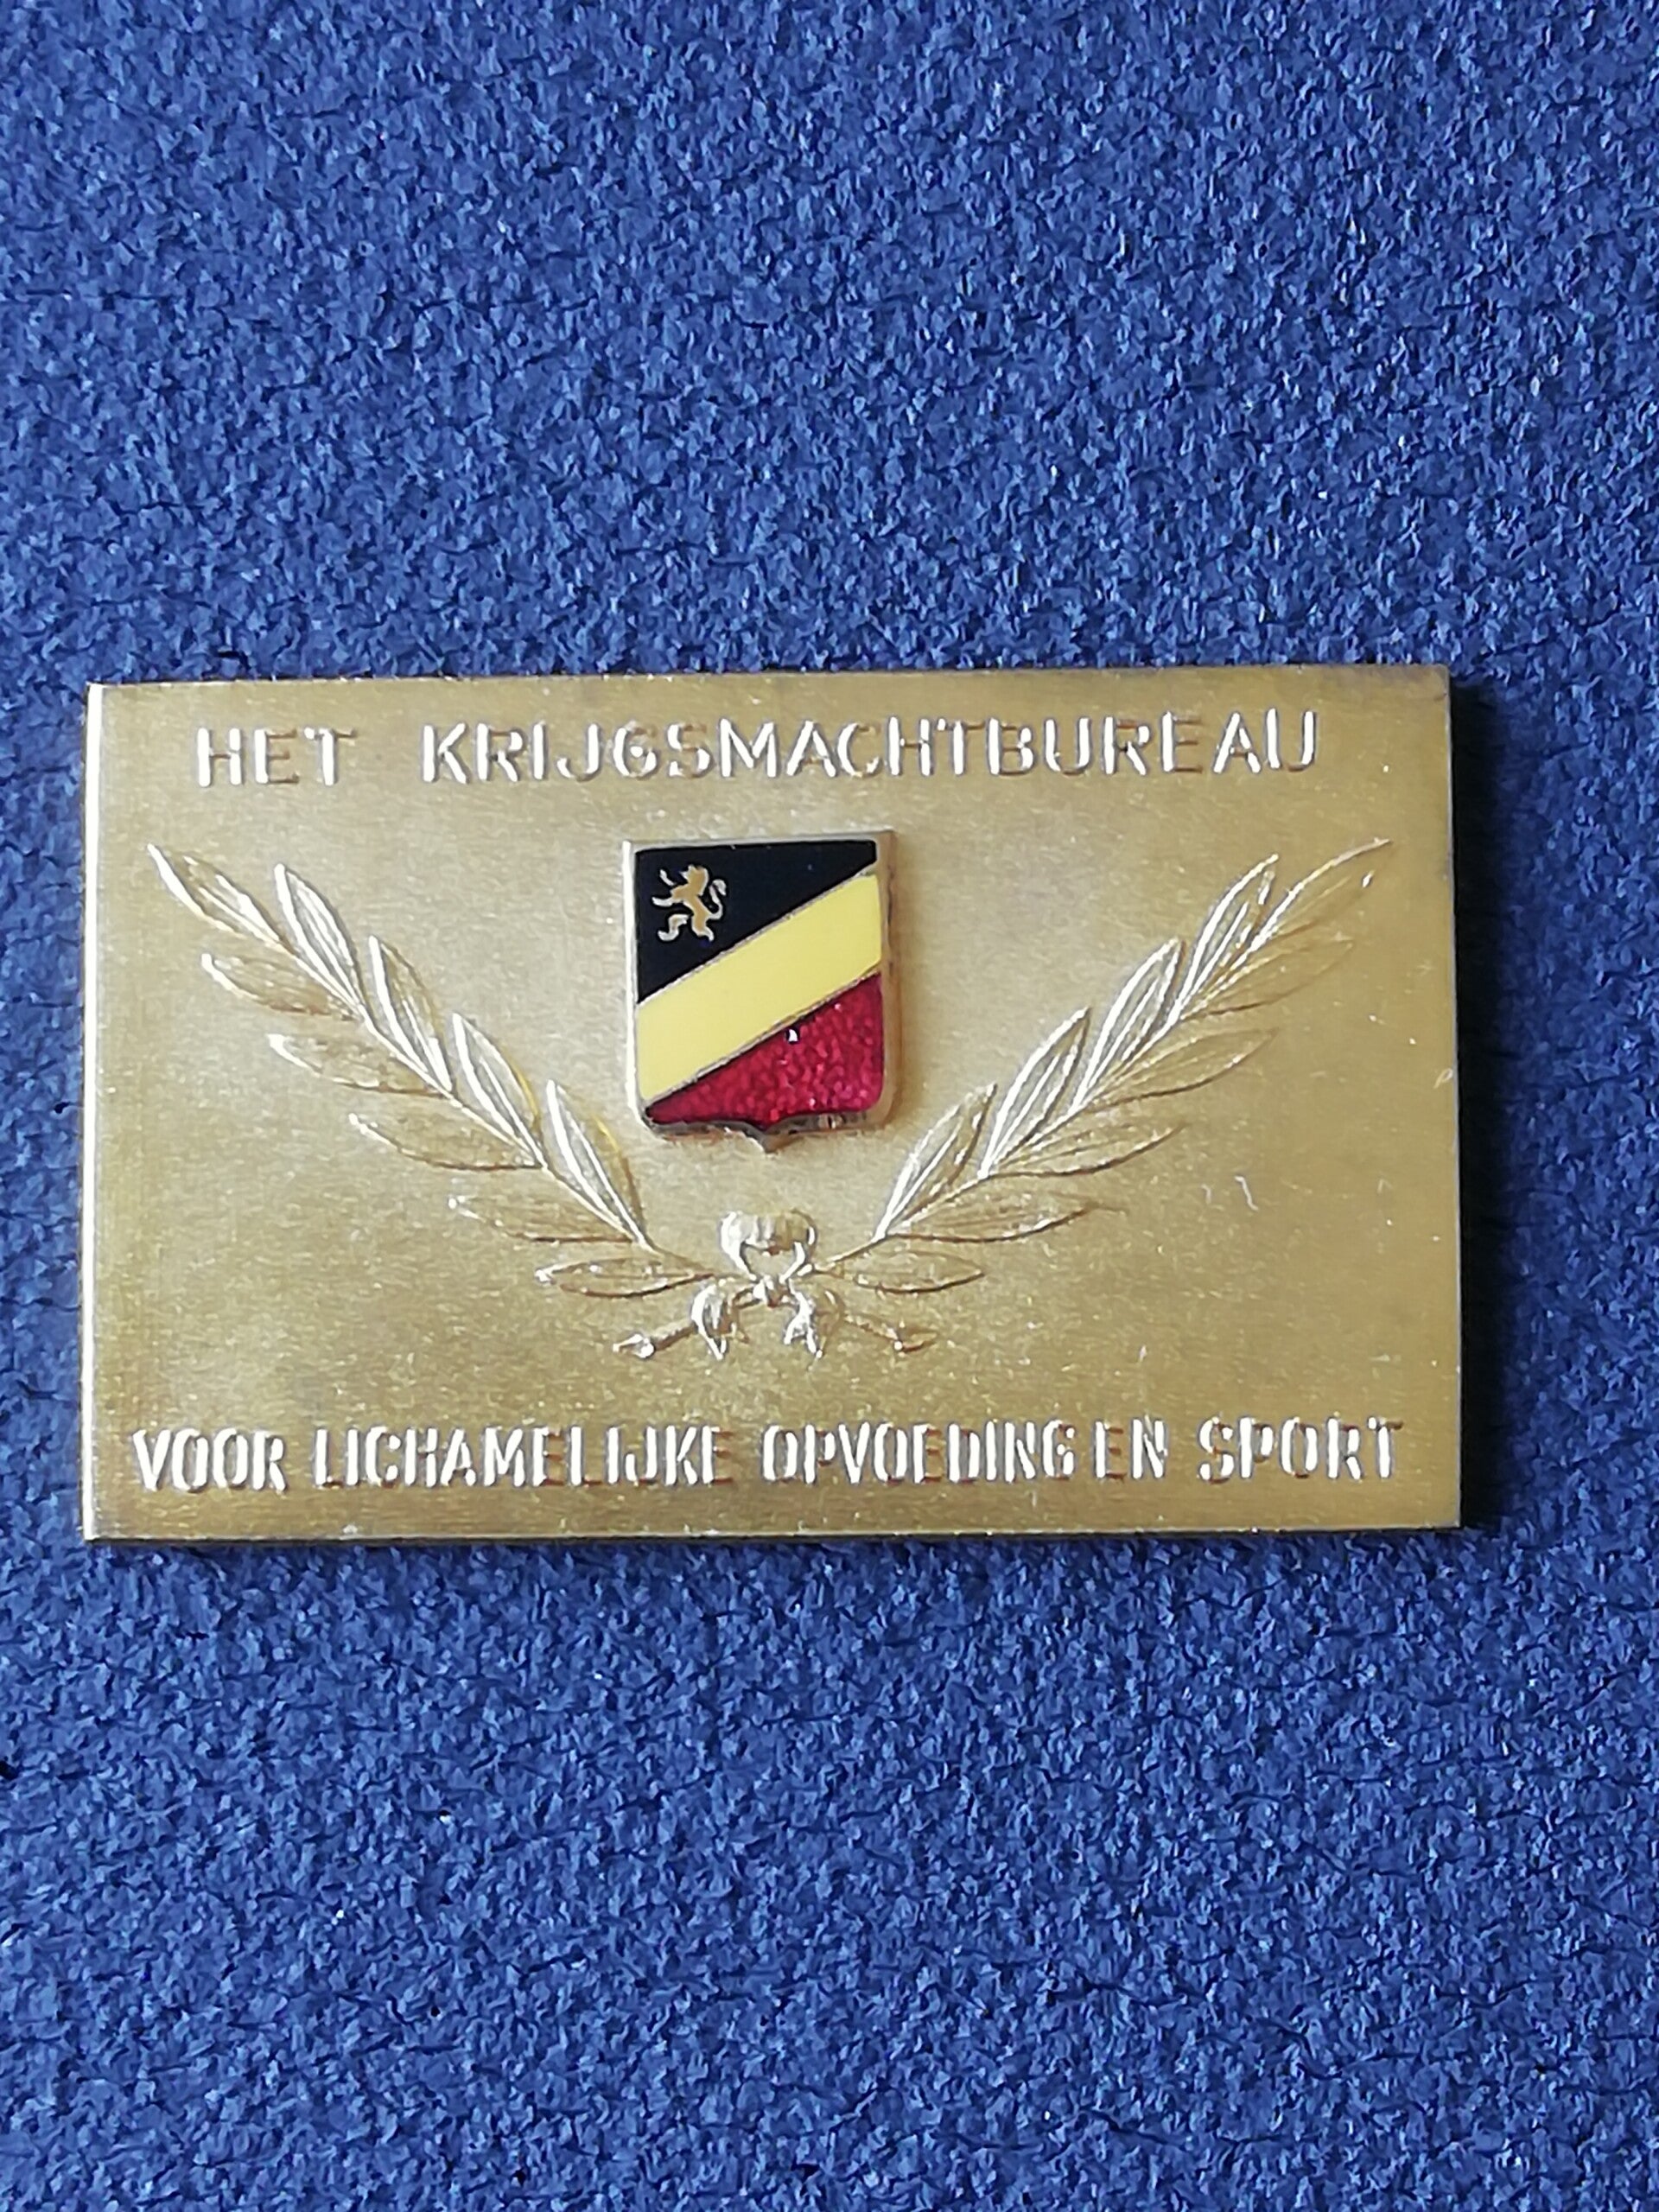 HET KRIJGSMACHTBUREAU
VOOR LICHAMELIJKE OPVOEDING EN SPORT